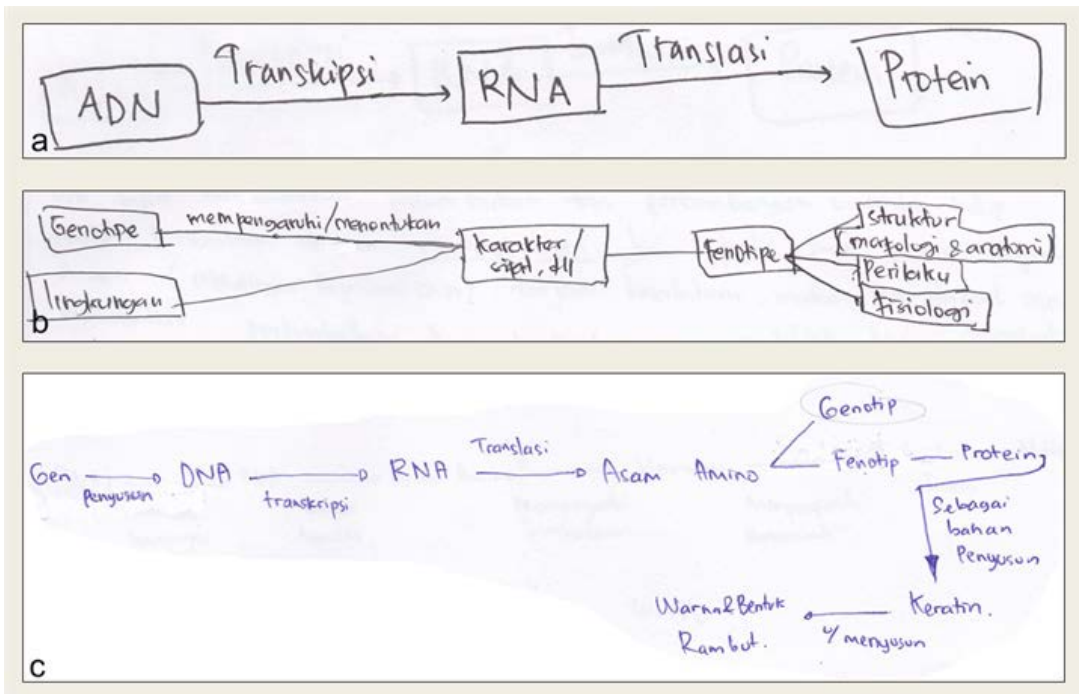 ADN
Transkipsi
RNA
Translasi
Protein
a
Genotipe
mempengaruhi/menentukan
Lingkungan
karakter/
sifat, dll
fenotipe
struktur
(morfologi & anatomi)
Perilaku
fisiologi
b
Gen
Penyusun
DNA
transkripsi
RNA
Translasi
Asam Amino
Genotip
Fenotip
Protein
Sebagai
bahan
Penyusun
Keratin.
u/ menyusun
Warna & Bentuk
Rambut.
c